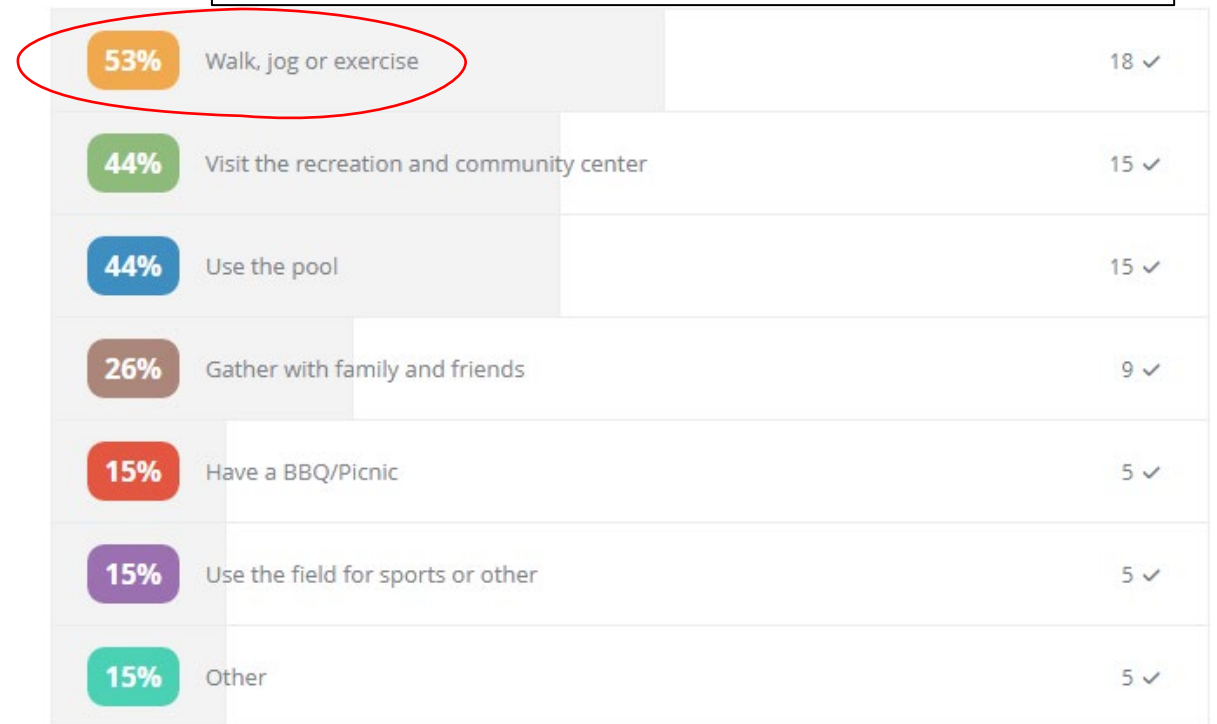 53% Walk, jog or exercise 18 ✓
44% Visit the recreation and community center 15 ✓
44% Use the pool 15 ✓
26% Gather with family and friends 9 ✓
15% Have a BBQ/Picnic 5 ✓
15% Use the field for sports or other 5 ✓
15% Other 5 ✓